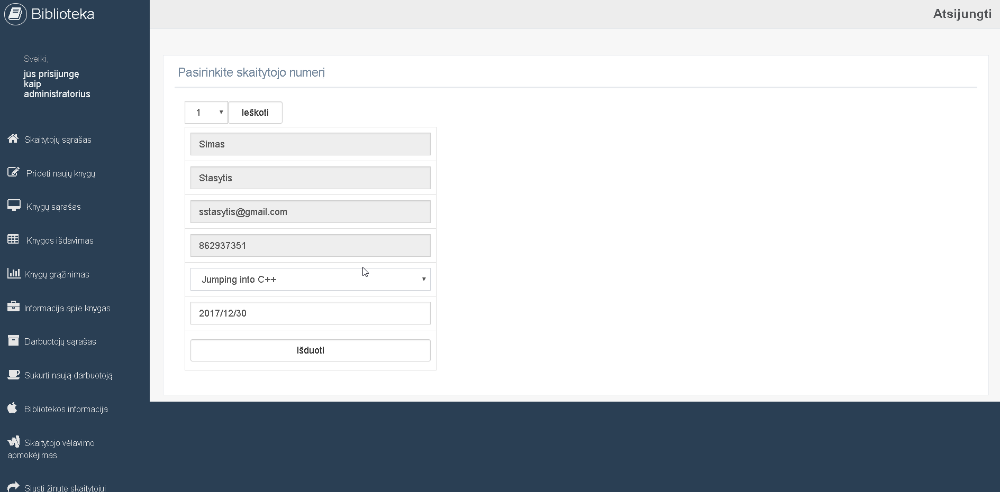 Biblioteka
Atsijungti
Sveiki,
jūs prisijungę
kaip
administratorius
Skaitytojų sąrašas
Pridėti naujų knygų
Knygų sąrašas
Knygos išdavimas
Knygų grąžinimas
Informacija apie knygas
Darbuotojų sąrašas
Sukurti naują darbuotoją
Bibliotekos informacija
Skaitytojo vėlavimo
apmokėjimas
Siųsti žinutę skaitytojui
Pasirinkite skaitytojo numerį
1
Ieškoti
Simas
Stasytis
sstasytis@gmail.com
862937351
Jumping into C++
2017/12/30
Išduoti